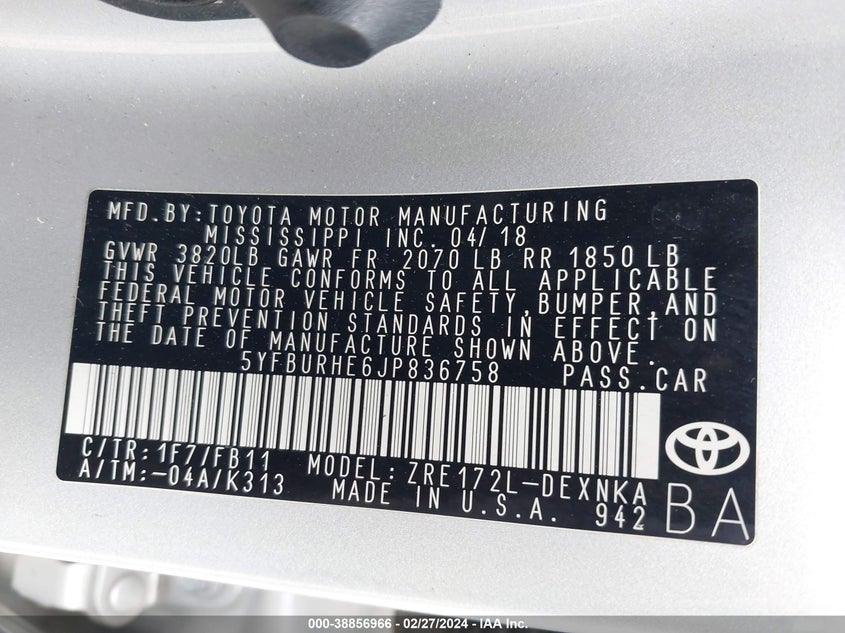 MFD.BY:TOYOTA MOTOR MANUFACTURING
MISSISSIPPI INC. 04/18
GVWR 3820LB GAWR FR 2070 LB RR 1850 LB
THIS VEHICLE CONFORMS TO ALL APPLICABLE
FEDERAL MOTOR VEHICLE SAFETY,BUMPER,AND
THEFT PREVENTION STANDARDS IN EFFECT ON
THE DATE OF MANUFACTURE SHOWN ABOVE.
5YFBURHE6JP836758 PASS.CAR
C/TR:1F7/FB11 MODEL:ZRE172L-DEXNKA
A/TM:-04A/K313 MADE IN U.S.A. 942
BA
000-38856966 / 02/27/2024 / IAA Inc.